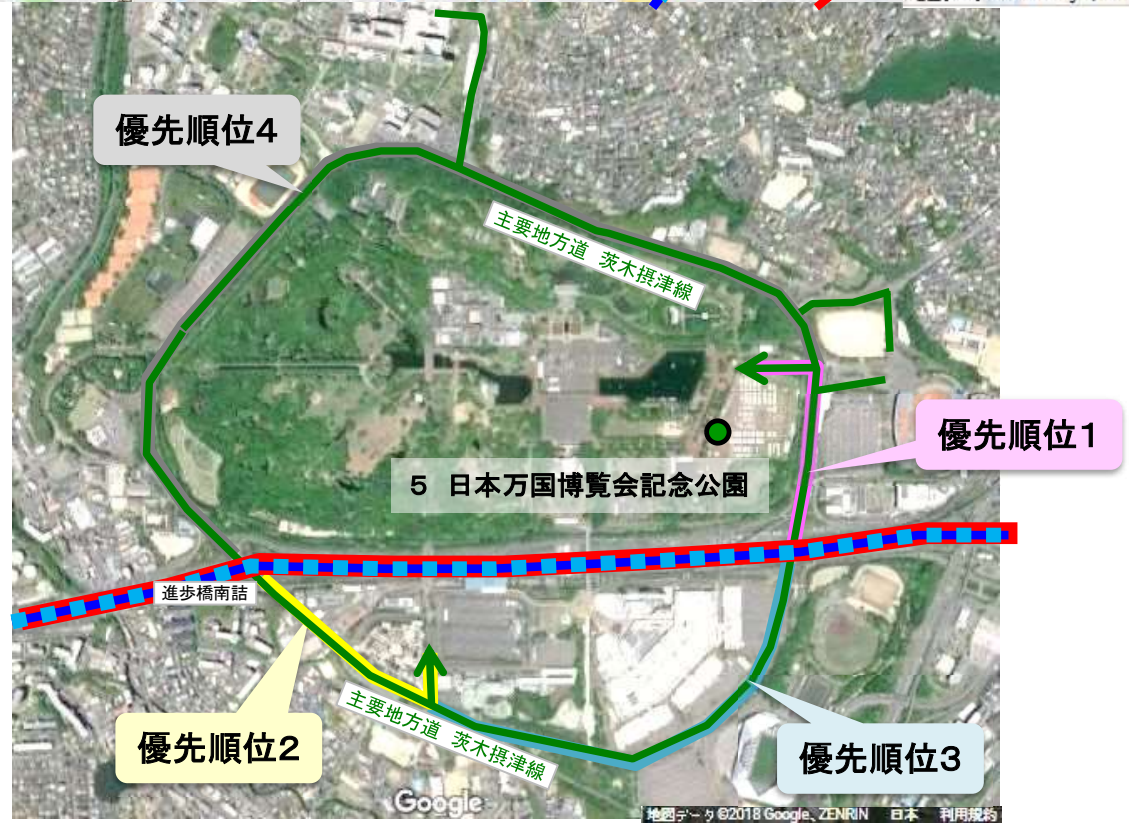 優先順位4
主要地方道 茨木摂津線
優先順位1
5 日本万国博覧会記念公園
進歩橋南詰
主要地方道 茨木摂津線
優先順位2
優先順位3
Google
地図データ ©2018 Google、ZENRIN 日本 利用規約